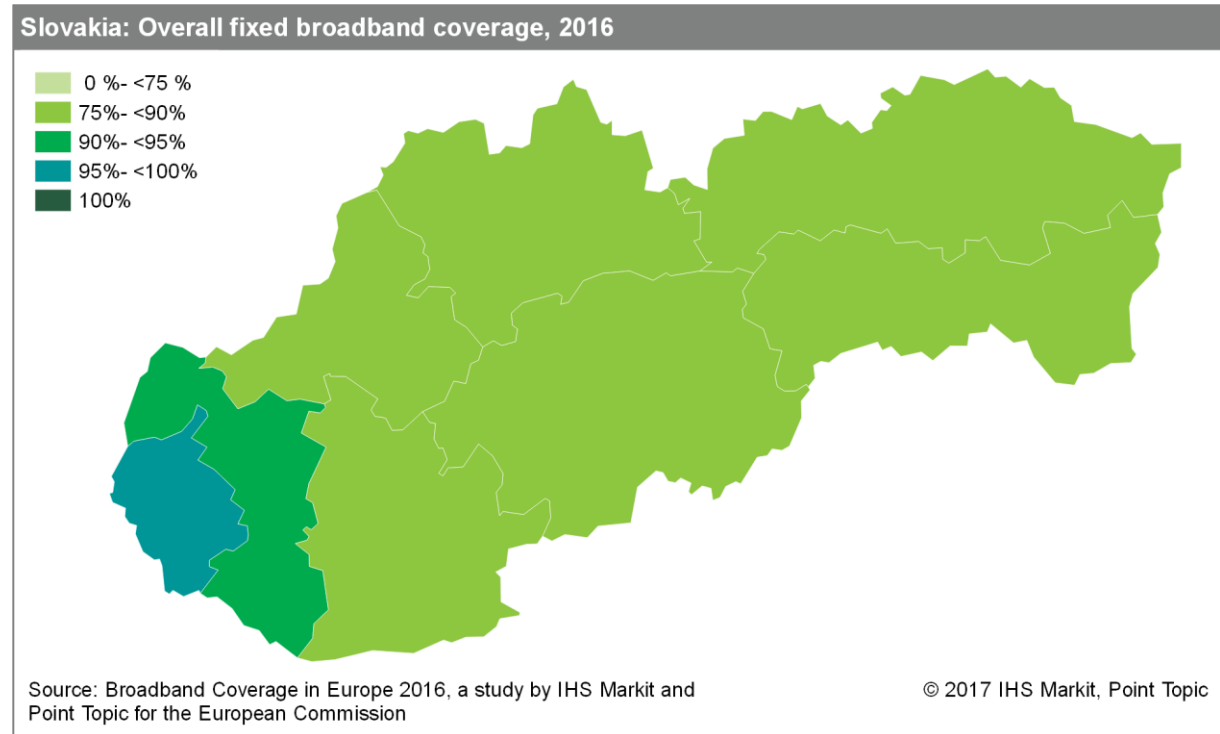 Slovakia: Overall fixed broadband coverage, 2016
0 %- <75 %
75%- <90%
90%- <95%
95%- <100%
100%
Source: Broadband Coverage in Europe 2016, a study by IHS Markit and
Point Topic for the European Commission
© 2017 IHS Markit, Point Topic